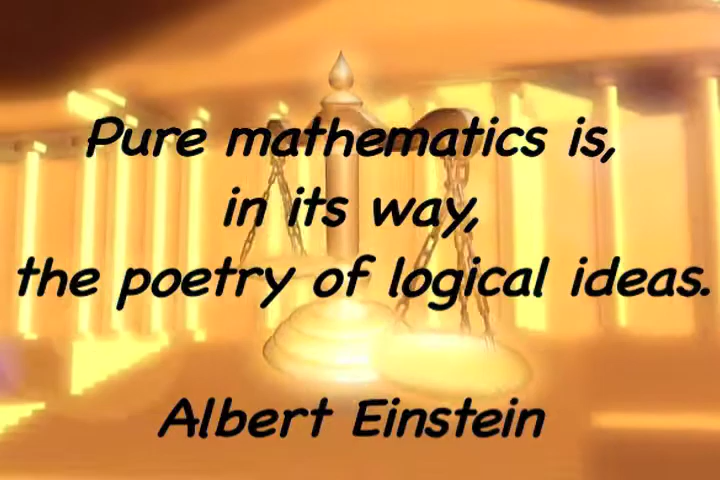 Pure mathematics is,
in its way,
the poetry of logical ideas.
Albert Einstein